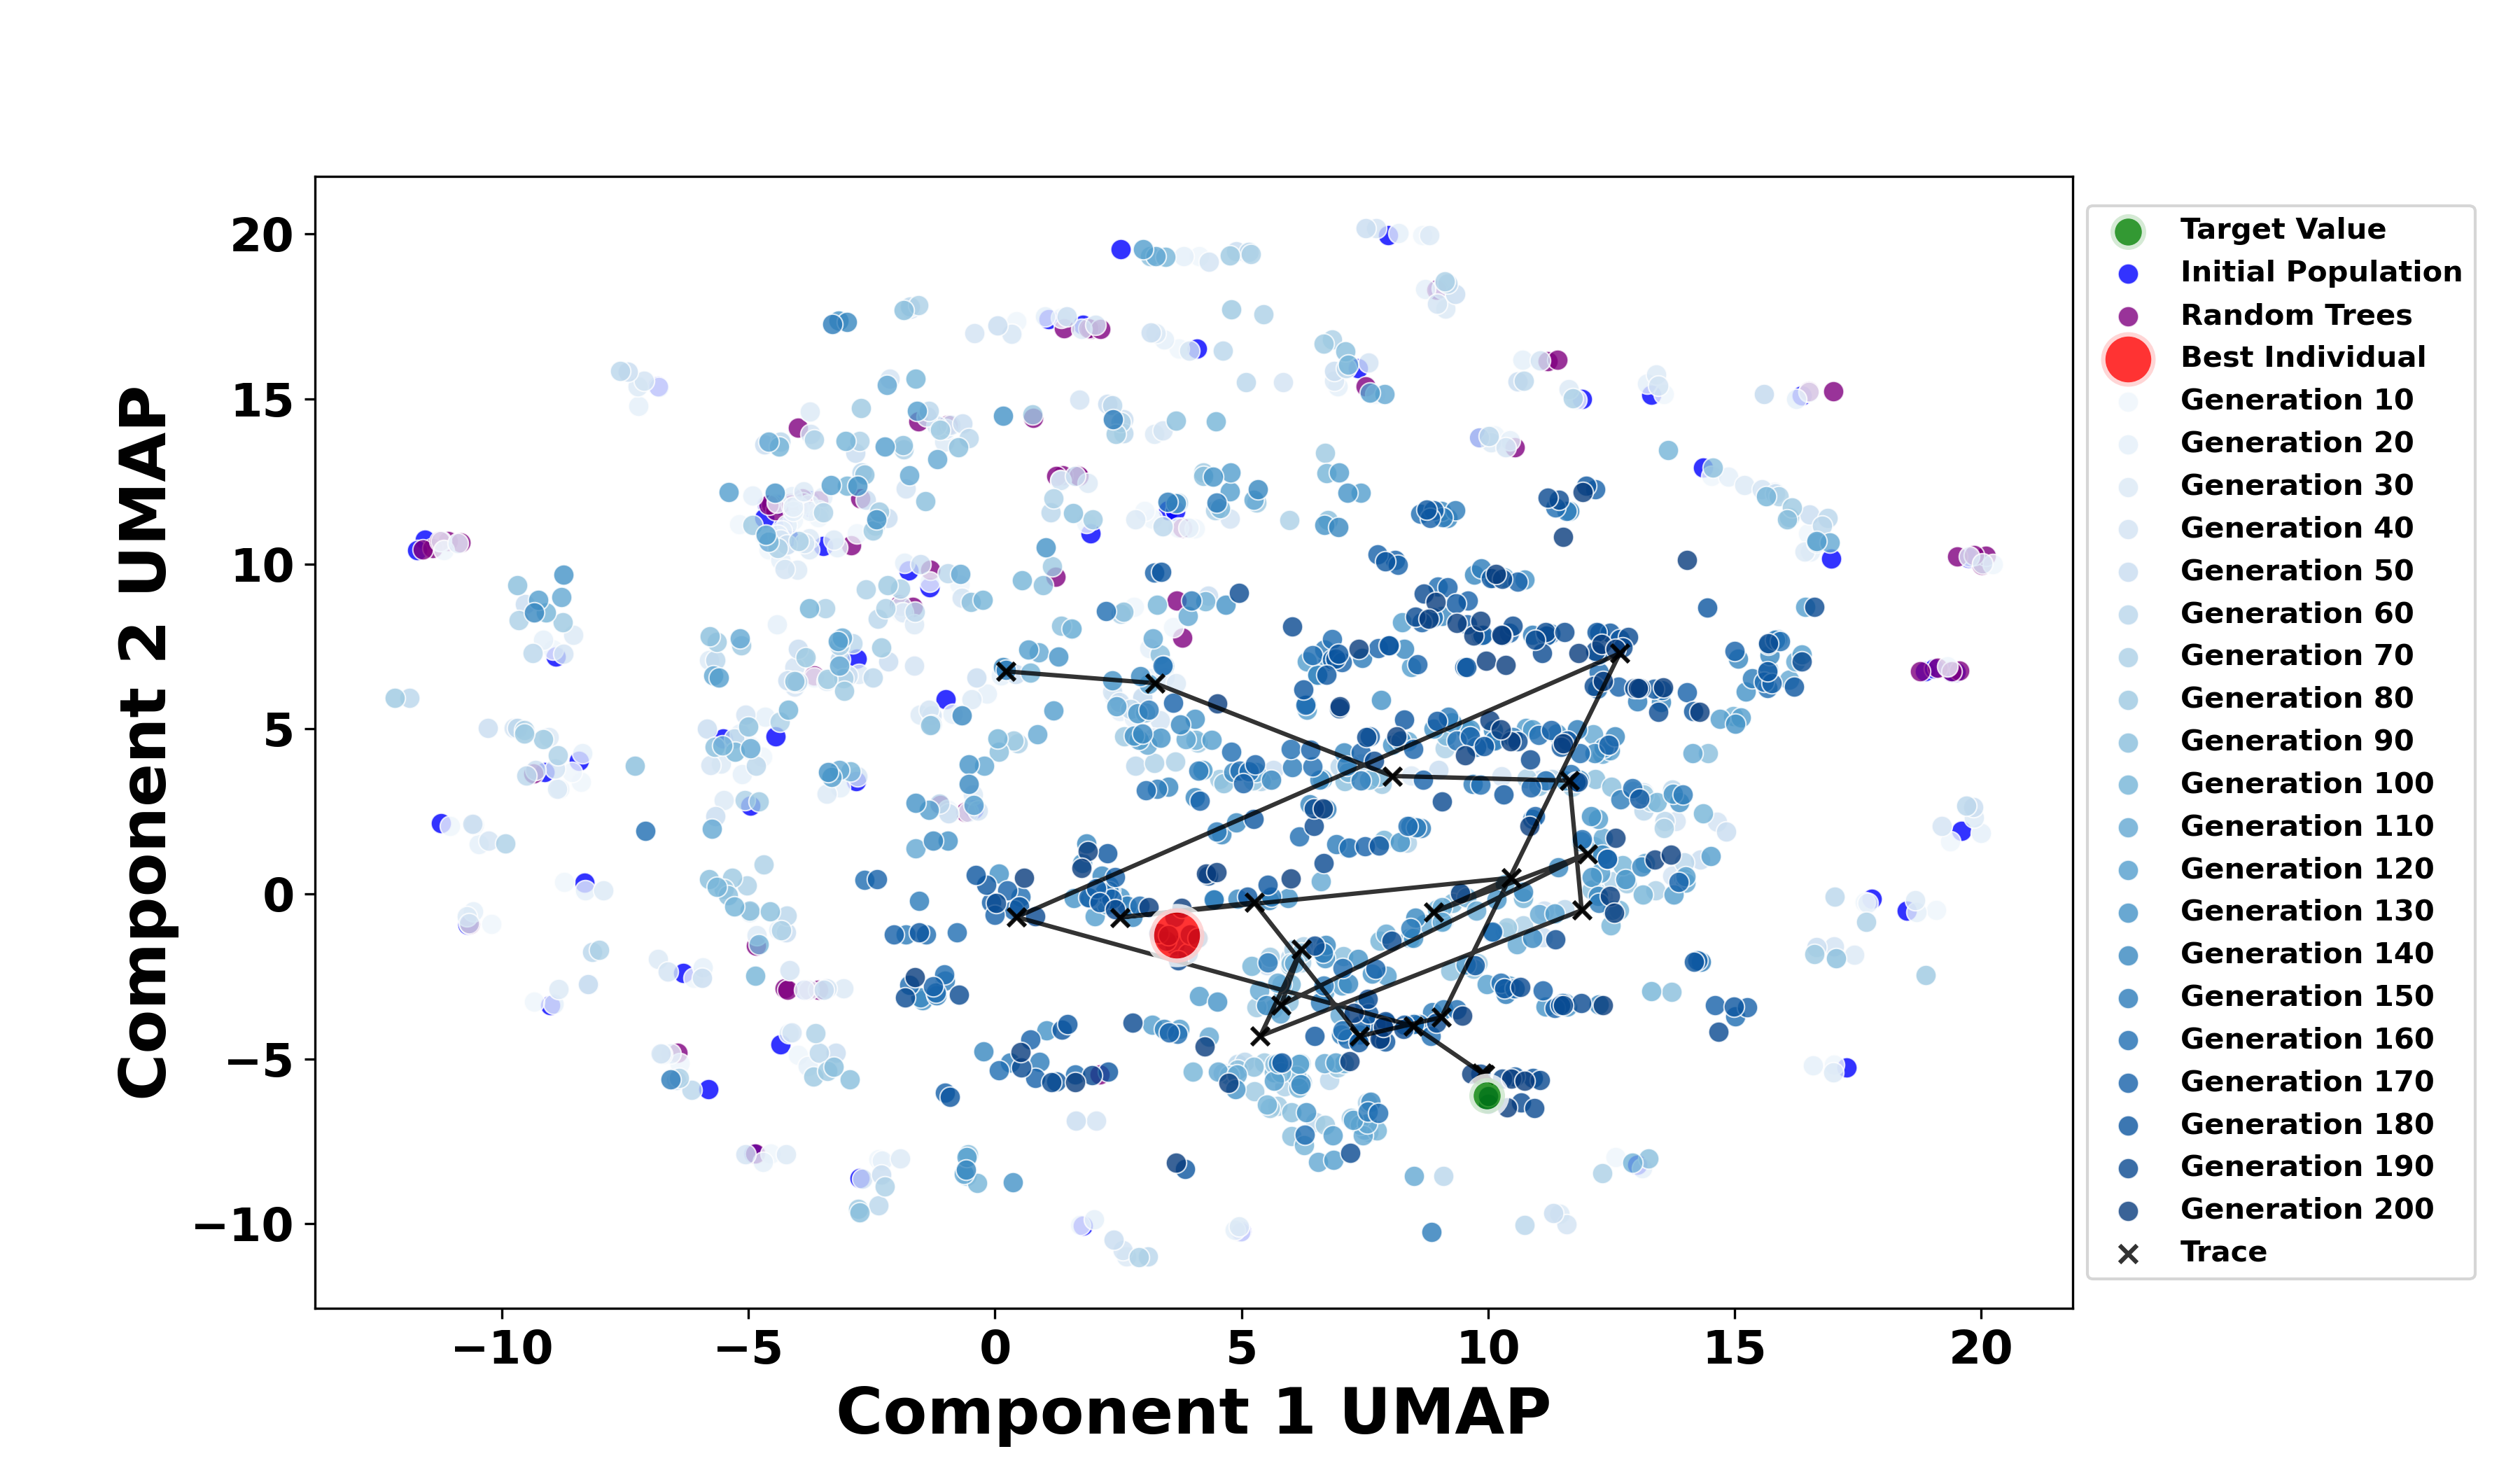 Component 2 UMAP
20
15
10
5
0
−5
−10
−10
−5
0
5
10
15
20
Component 1 UMAP
Target Value
Initial Population
Random Trees
Best Individual
Generation 10
Generation 20
Generation 30
Generation 40
Generation 50
Generation 60
Generation 70
Generation 80
Generation 90
Generation 100
Generation 110
Generation 120
Generation 130
Generation 140
Generation 150
Generation 160
Generation 170
Generation 180
Generation 190
Generation 200
Trace